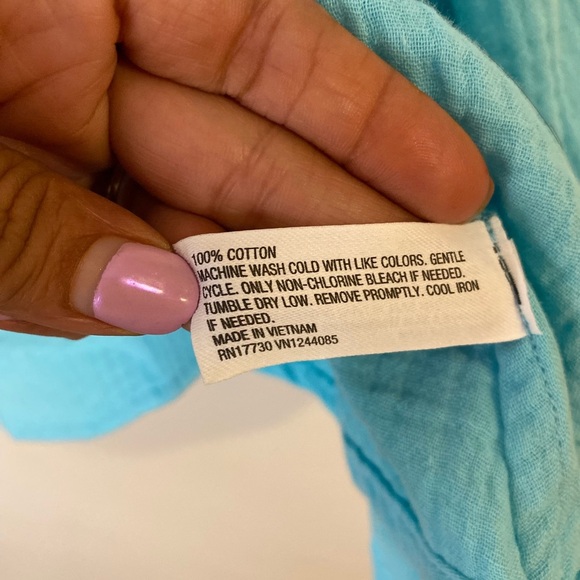 100% COTTON
MACHINE WASH COLD WITH LIKE COLORS. GENTLE
CYCLE. ONLY NON-CHLORINE BLEACH IF NEEDED.
TUMBLE DRY LOW. REMOVE PROMPTLY. COOL IRON
IF NEEDED.
MADE IN VIETNAM
RN17730 VN1244085